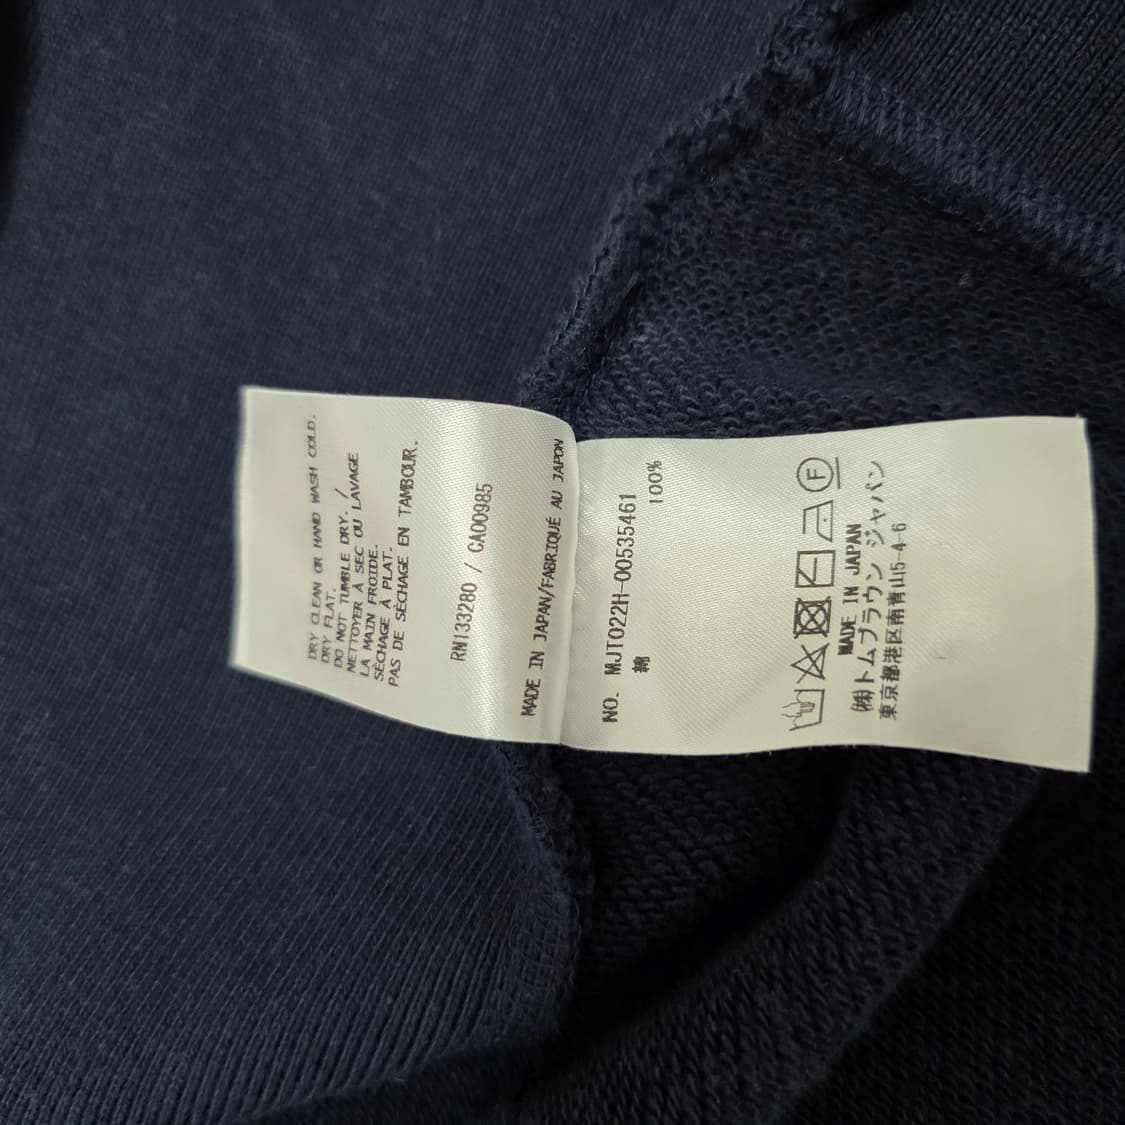 DRY CLEAN OR HAND WASH COLD.
DRY FLAT.
DO NOT TUMBLE DRY. /
NETTOYER À SEC OU LAVAGE
LA MAIN FROIDE.
SÉCHAGE À PLAT.
PAS DE SÉCHAGE EN TAMBOUR.
RN133280 / CA00985
MADE IN JAPAN/FABRIQUÉ AU JAPON
NO. MJT022H-00535461
綿 100%
F
MADE IN JAPAN
(株)トムブラウン ジャパン
東京都港区南青山5-4-6